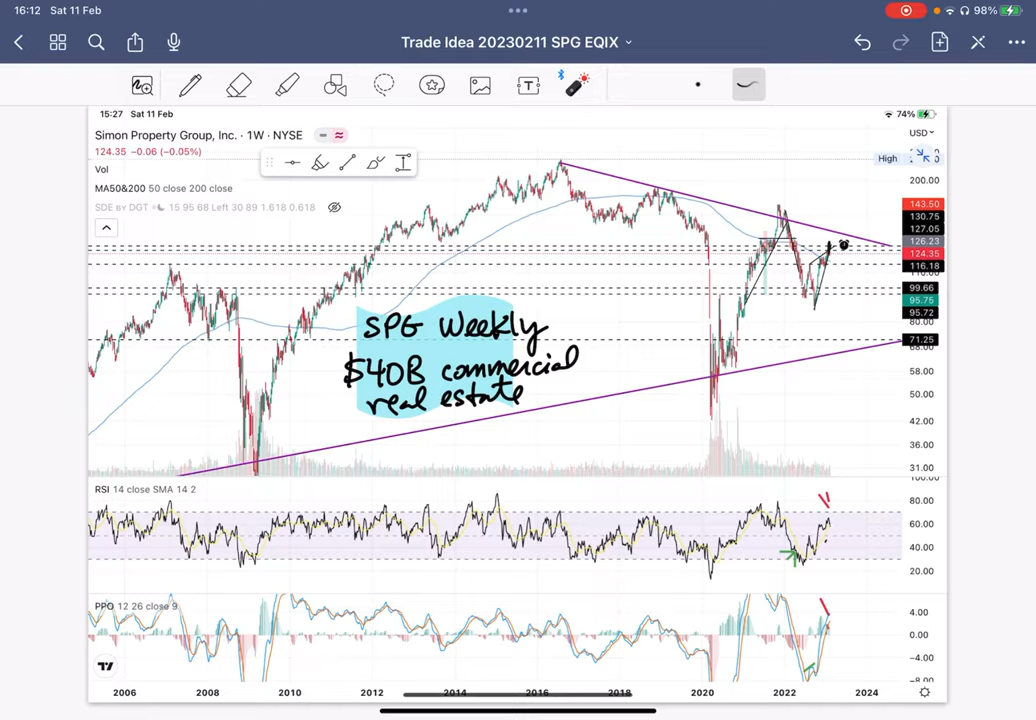 16:12 Sat 11 Feb
98%
Trade Idea 20230211 SPG EQIX
T
15:27 Sat 11 Feb
74%
Simon Property Group, Inc. · 1W · NYSE
USD
124.35 −0.06 (−0.05%)
High
Vol
200.00
MA50&200 50 close 200 close
SDE BY DGT 15 95 68 Left 30 89 1.618 0.618
143.50
130.75
127.05
126.23
124.35
116.18
99.66
95.75
95.72
80.00
71.25
58.00
50.00
42.00
36.00
31.00
SPG Weekly
$40B commercial
real estate
RSI 14 close SMA 14 2
80.00
60.00
40.00
20.00
PPO 12 26 close 9
4.00
0.00
−4.00
−8.00
2006 2008 2010 2012 2014 2016 2018 2020 2022 2024